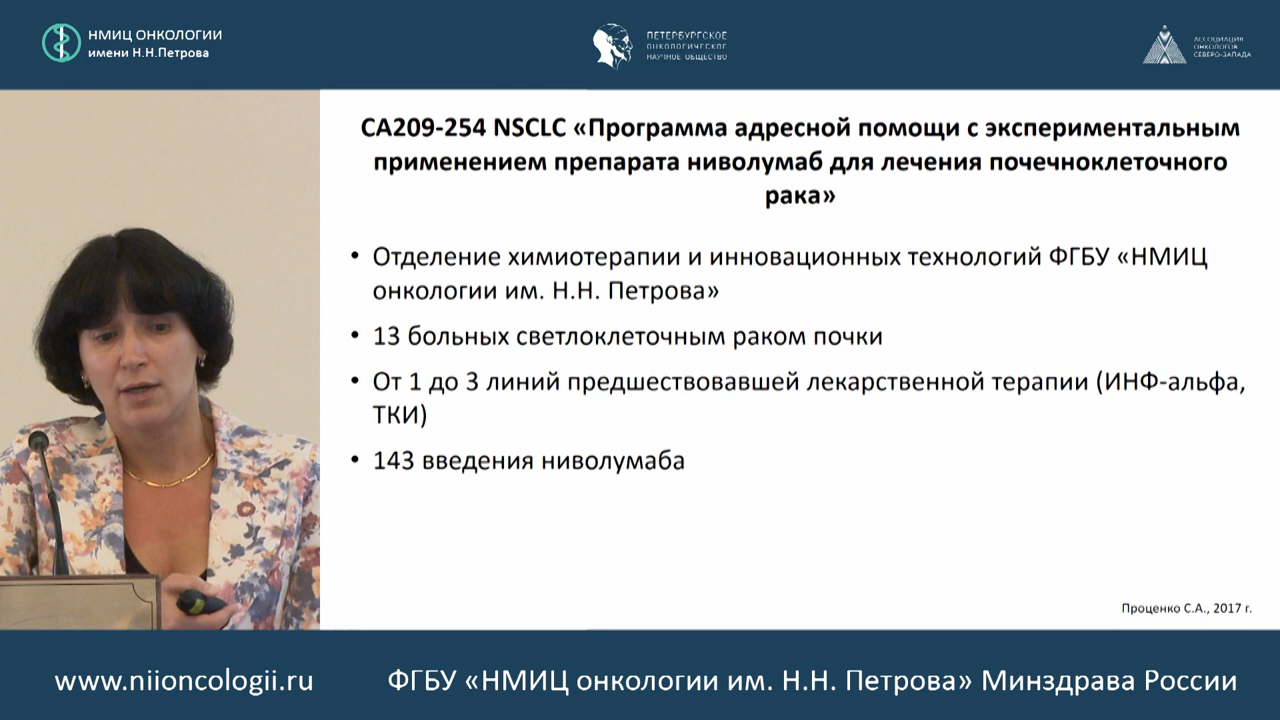 НМИЦ ОНКОЛОГИИ
имени Н.Н.Петрова
ПЕТЕРБУРГСКОЕ
ОНКОЛОГИЧЕСКОЕ
НАУЧНОЕ ОБЩЕСТВО
АССОЦИАЦИЯ
ОНКОЛОГОВ
СЕВЕРО-ЗАПАДА
CA209-254 NSCLC «Программа адресной помощи с экспериментальным
применением препарата ниволумаб для лечения почечноклеточного
рака»
• Отделение химиотерапии и инновационных технологий ФГБУ «НМИЦ
онкологии им. Н.Н. Петрова»
• 13 больных светлоклеточным раком почки
• От 1 до 3 линий предшествовавшей лекарственной терапии (ИНФ-альфа,
ТКИ)
• 143 введения ниволумаба
Проценко С.А., 2017 г.
www.niioncologii.ru
ФГБУ «НМИЦ онкологии им. Н.Н. Петрова» Минздрава России